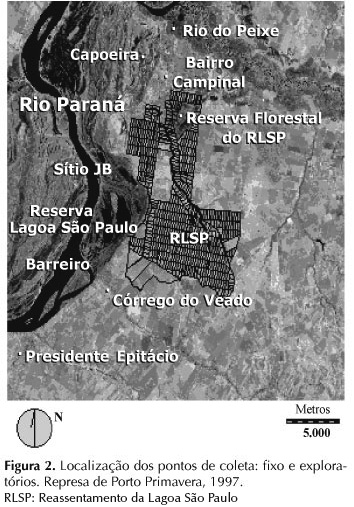 Rio do Peixe
Capoeira
Bairro
Campinal
Rio Paraná
Reserva Florestal
do RLSP
Sítio JB
Reserva
Lagoa São Paulo
RLSP
Barreiro
Córrego do Veado
Presidente Epitácio
N
Metros
5.000
Figura 2. Localização dos pontos de coleta: fixo e explora-
tórios. Represa de Porto Primavera, 1997.
RLSP: Reassentamento da Lagoa São Paulo